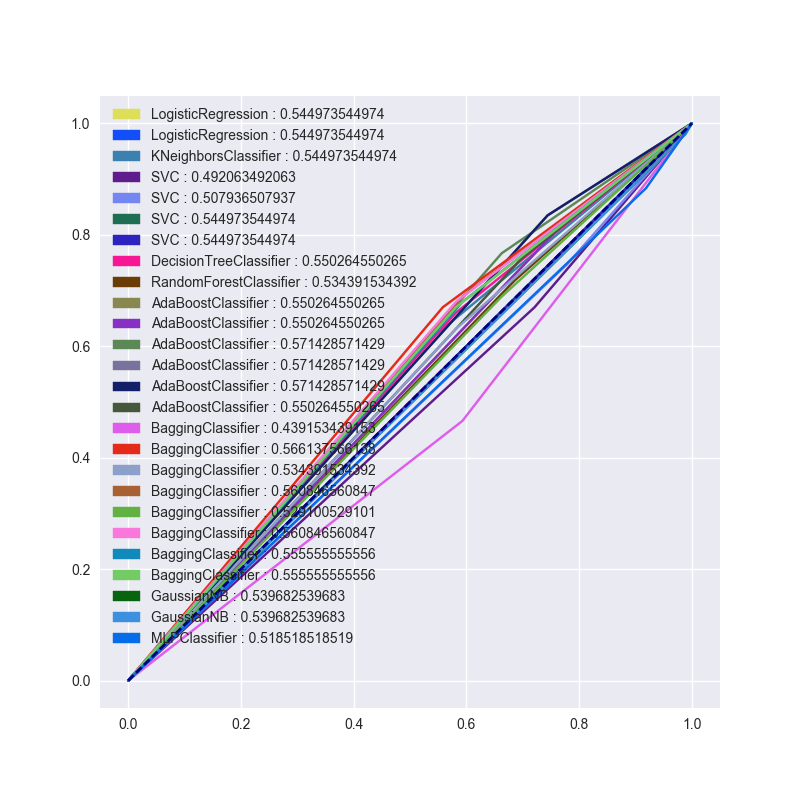 LogisticRegression : 0.544973544974
LogisticRegression : 0.544973544974
KNeighborsClassifier : 0.544973544974
SVC : 0.492063492063
SVC : 0.507936507937
SVC : 0.544973544974
SVC : 0.544973544974
DecisionTreeClassifier : 0.550264550265
RandomForestClassifier : 0.534391534392
AdaBoostClassifier : 0.550264550265
AdaBoostClassifier : 0.550264550265
AdaBoostClassifier : 0.571428571429
AdaBoostClassifier : 0.571428571429
AdaBoostClassifier : 0.571428571429
AdaBoostClassifier : 0.550264550265
BaggingClassifier : 0.439153439153
BaggingClassifier : 0.566137566138
BaggingClassifier : 0.534391534392
BaggingClassifier : 0.560846560847
BaggingClassifier : 0.529100529101
BaggingClassifier : 0.560846560847
BaggingClassifier : 0.555555555556
BaggingClassifier : 0.555555555556
GaussianNB : 0.539682539683
GaussianNB : 0.539682539683
MLPClassifier : 0.518518518519
1.0
0.8
0.6
0.4
0.2
0.0
0.0 0.2 0.4 0.6 0.8 1.0